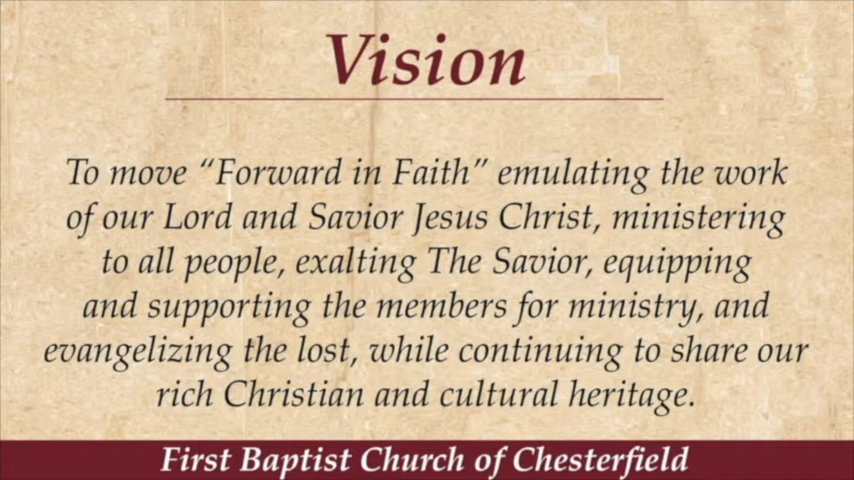 Vision
To move “Forward in Faith” emulating the work
of our Lord and Savior Jesus Christ, ministering
to all people, exalting The Savior, equipping
and supporting the members for ministry, and
evangelizing the lost, while continuing to share our
rich Christian and cultural heritage.
First Baptist Church of Chesterfield